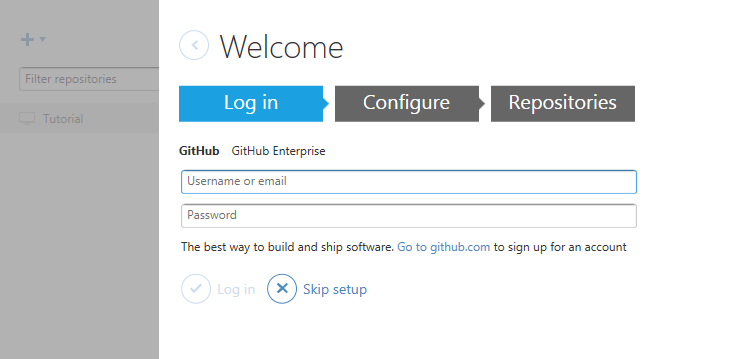 Welcome
Filter repositories
Tutorial
Log in Configure Repositories
GitHub GitHub Enterprise
Username or email
Password
The best way to build and ship software. Go to github.com to sign up for an account
Log in Skip setup